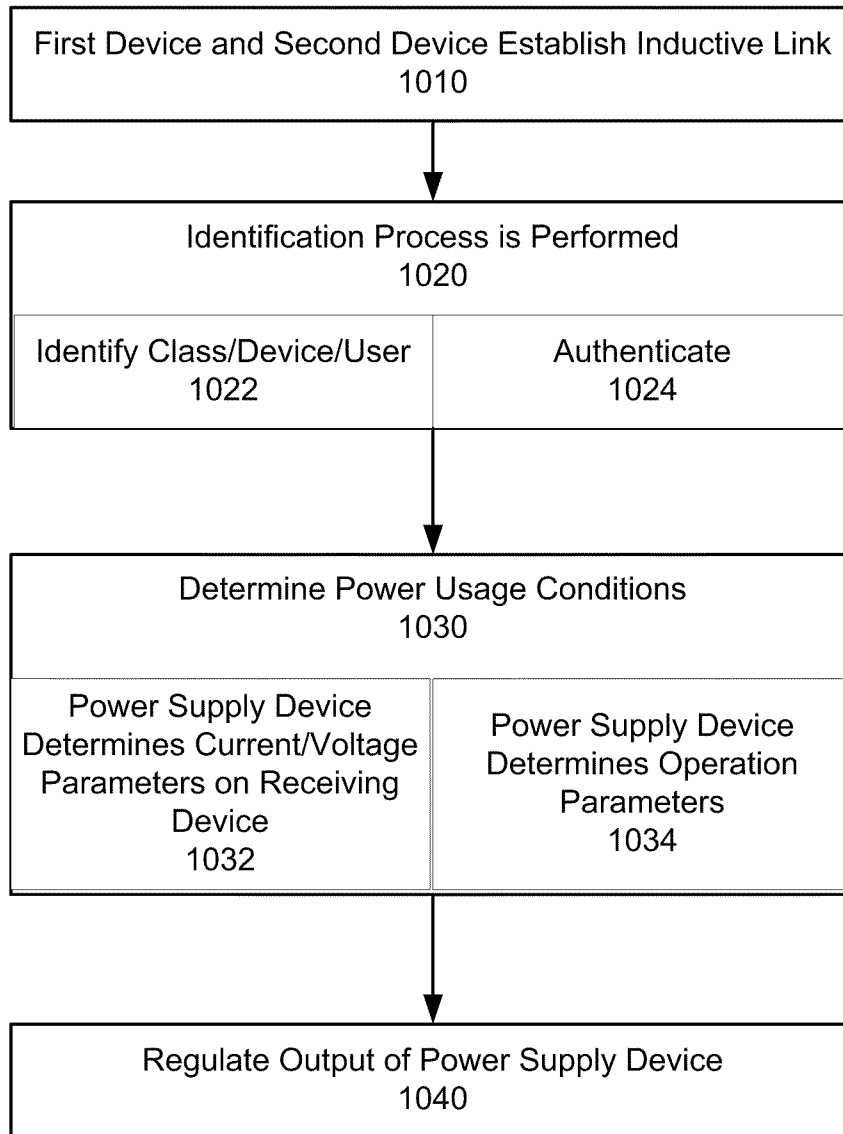 First Device and Second Device Establish Inductive Link
1010
Identification Process is Performed
1020
Identify Class/Device/User
1022
Authenticate
1024
Determine Power Usage Conditions
1030
Power Supply Device
Determines Current/Voltage
Parameters on Receiving
Device
1032
Power Supply Device
Determines Operation
Parameters
1034
Regulate Output of Power Supply Device
1040